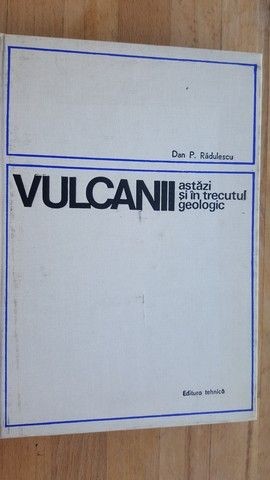 Dan P. Rădulescu
VULCANII astăzi
și în trecutul
geologic
Editura tehnică